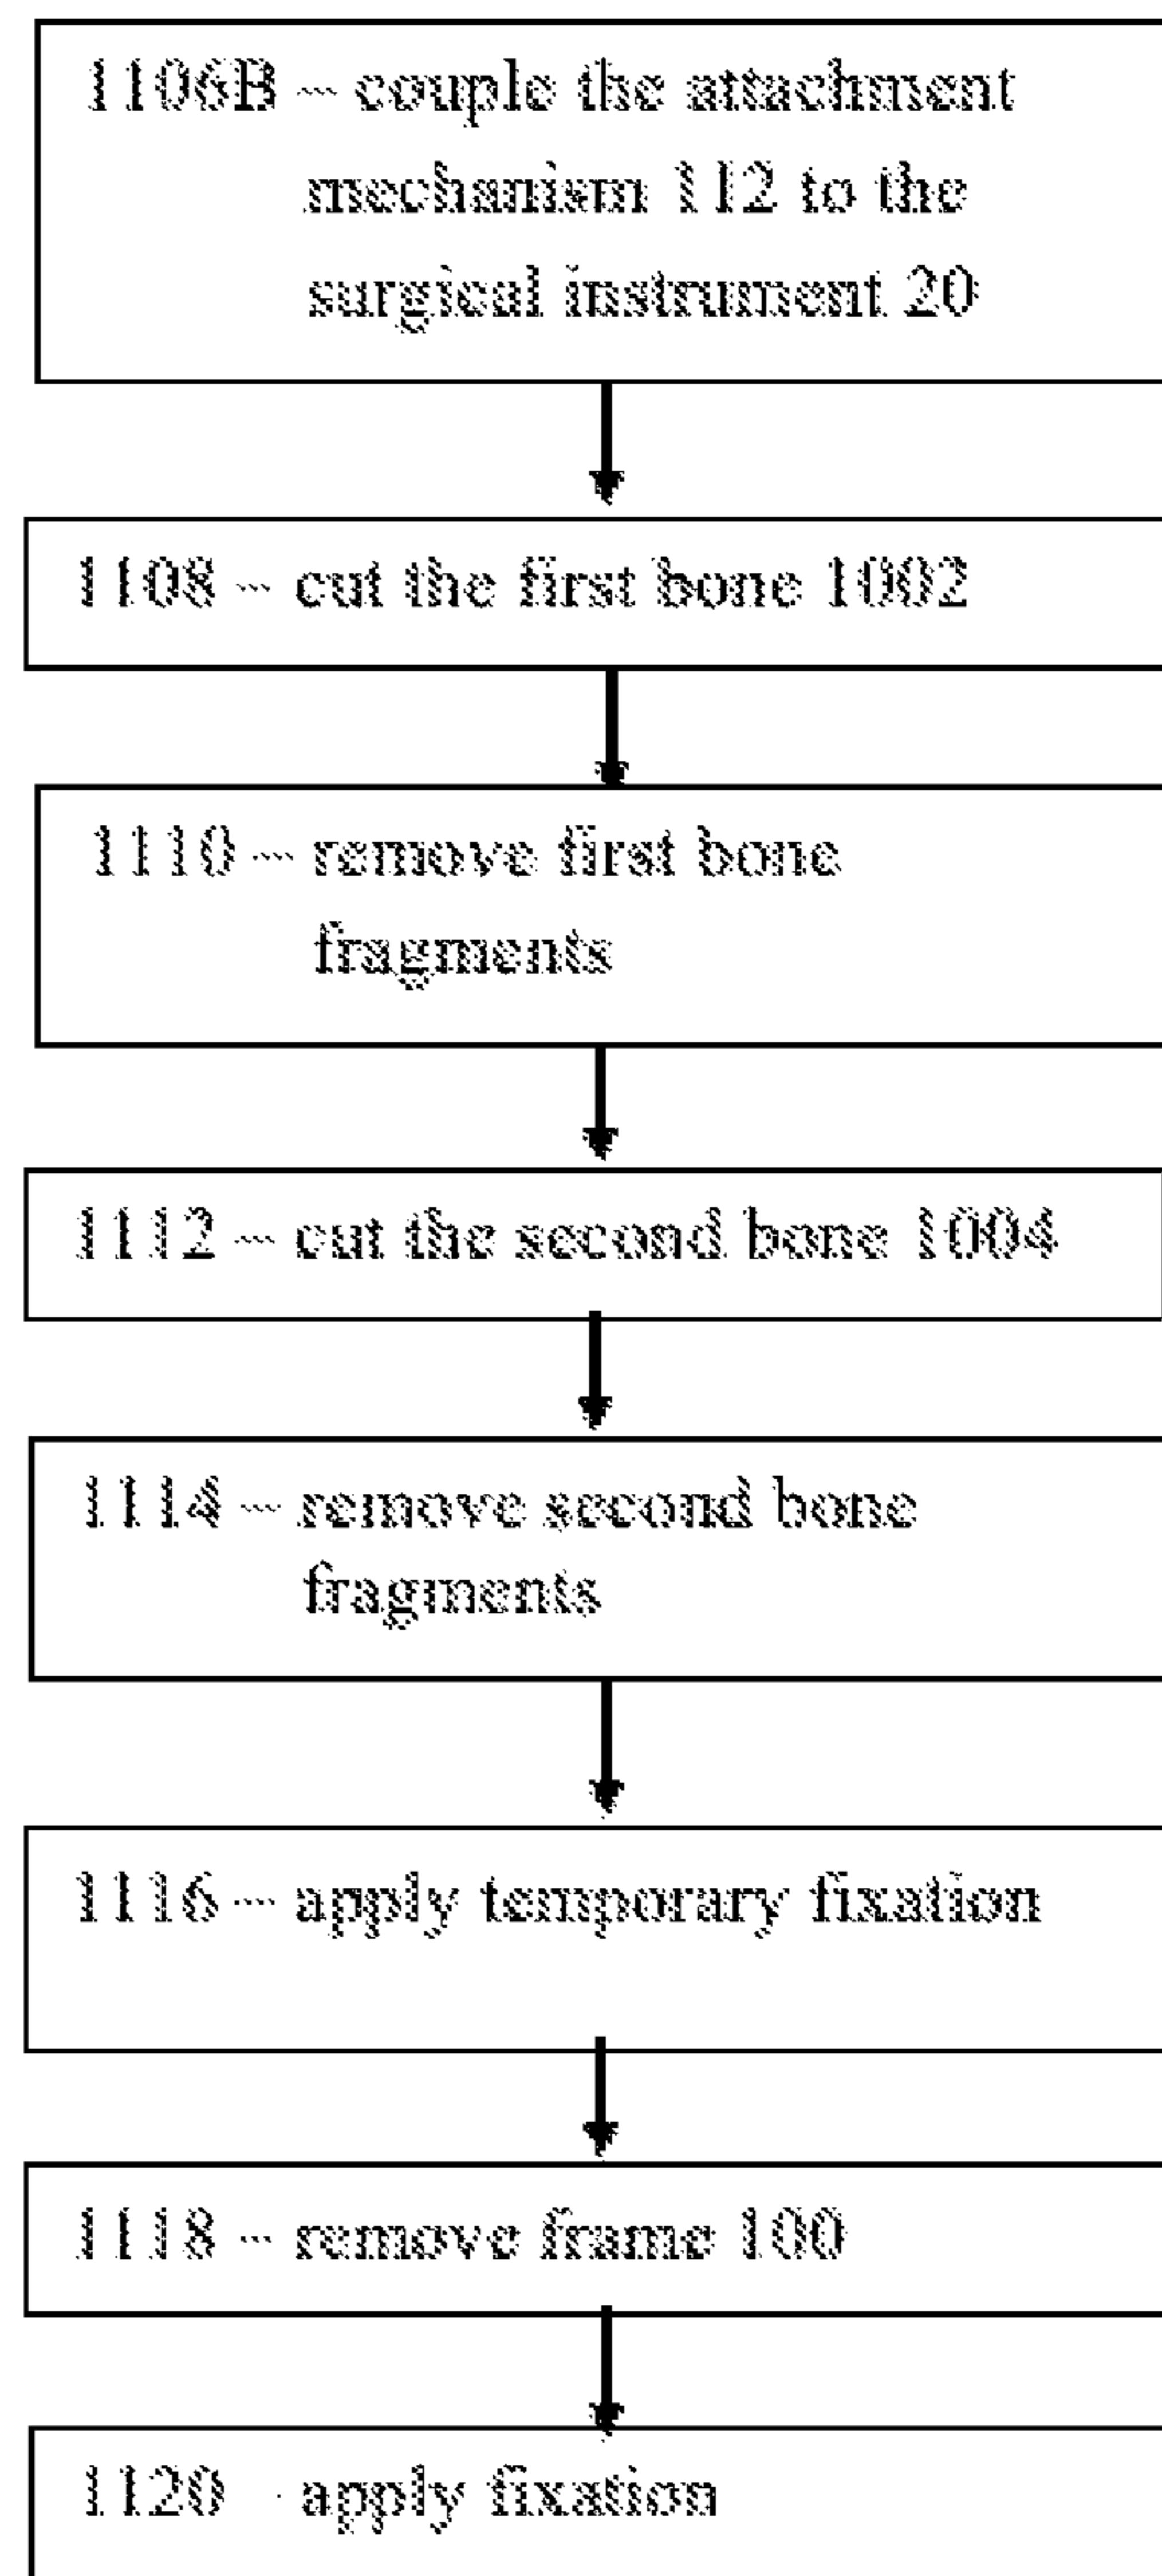 1106B – couple the attachment
mechanism 112 to the
surgical instrument 20
1108 – cut the first bone 1002
1110 – remove first bone
fragments
1112 – cut the second bone 1004
1114 – remove second bone
fragments
1116 – apply temporary fixation
1118 – remove frame 100
1120 - apply fixation